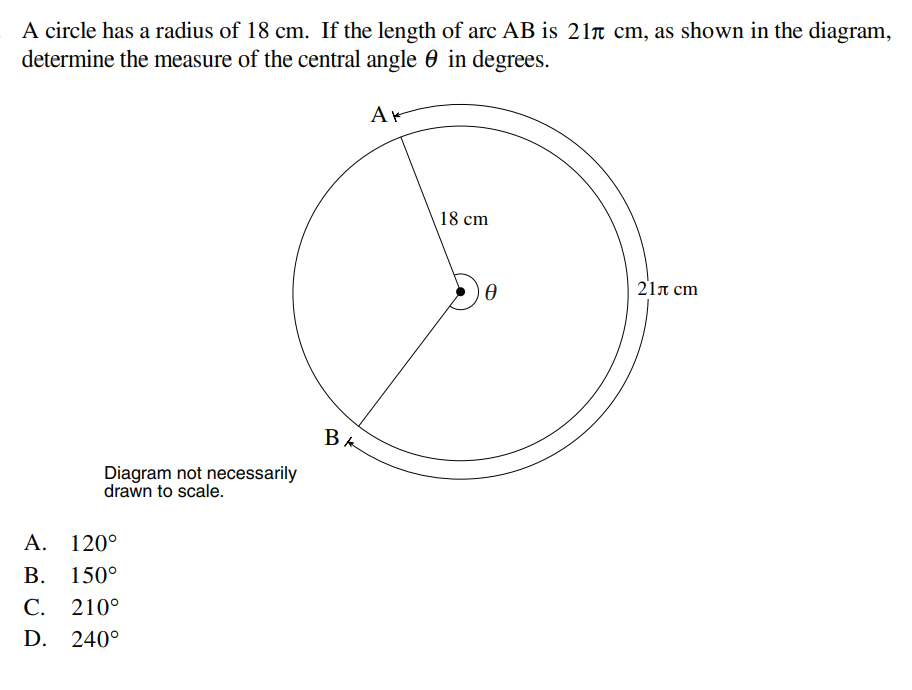 A circle has a radius of 18 cm. If the length of arc AB is 21π cm, as shown in the diagram,
determine the measure of the central angle θ in degrees.
A
18 cm
θ
21π cm
B
Diagram not necessarily
drawn to scale.
A. 120°
B. 150°
C. 210°
D. 240°